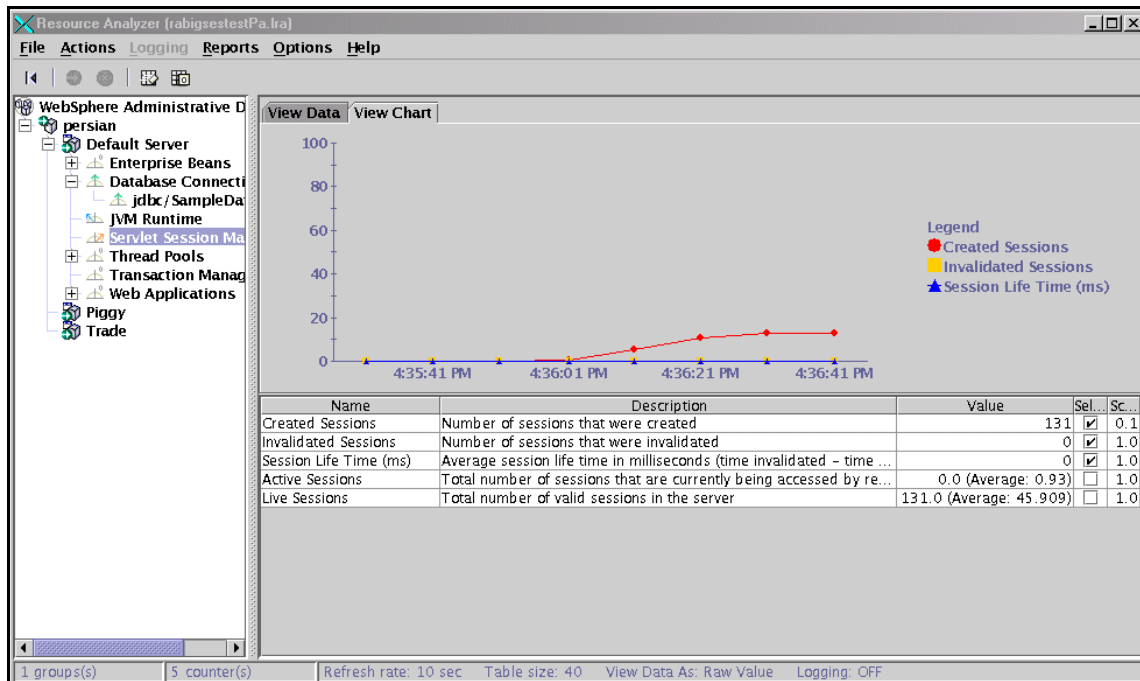 Resource Analyzer (rabigsestestPa.lra)
File Actions Logging Reports Options Help
WebSphere Administrative D
persian
Default Server
Enterprise Beans
Database Connecti
jdbc/SampleDa
JVM Runtime
Servlet Session Ma
Thread Pools
Transaction Manag
Web Applications
Piggy
Trade
View Data View Chart
100
80
60
40
20
0
4:35:41 PM 4:36:01 PM 4:36:21 PM 4:36:41 PM
Legend
Created Sessions
Invalidated Sessions
Session Life Time (ms)
Name Description Value Sel... Sc...
Created Sessions Number of sessions that were created 131 0.1
Invalidated Sessions Number of sessions that were invalidated 0 1.0
Session Life Time (ms) Average session life time in milliseconds (time invalidated - time ... 0 1.0
Active Sessions Total number of sessions that are currently being accessed by re... 0.0 (Average: 0.93) 1.0
Live Sessions Total number of valid sessions in the server 131.0 (Average: 45.909) 1.0
1 groups(s) 5 counter(s) Refresh rate: 10 sec Table size: 40 View Data As: Raw Value Logging: OFF